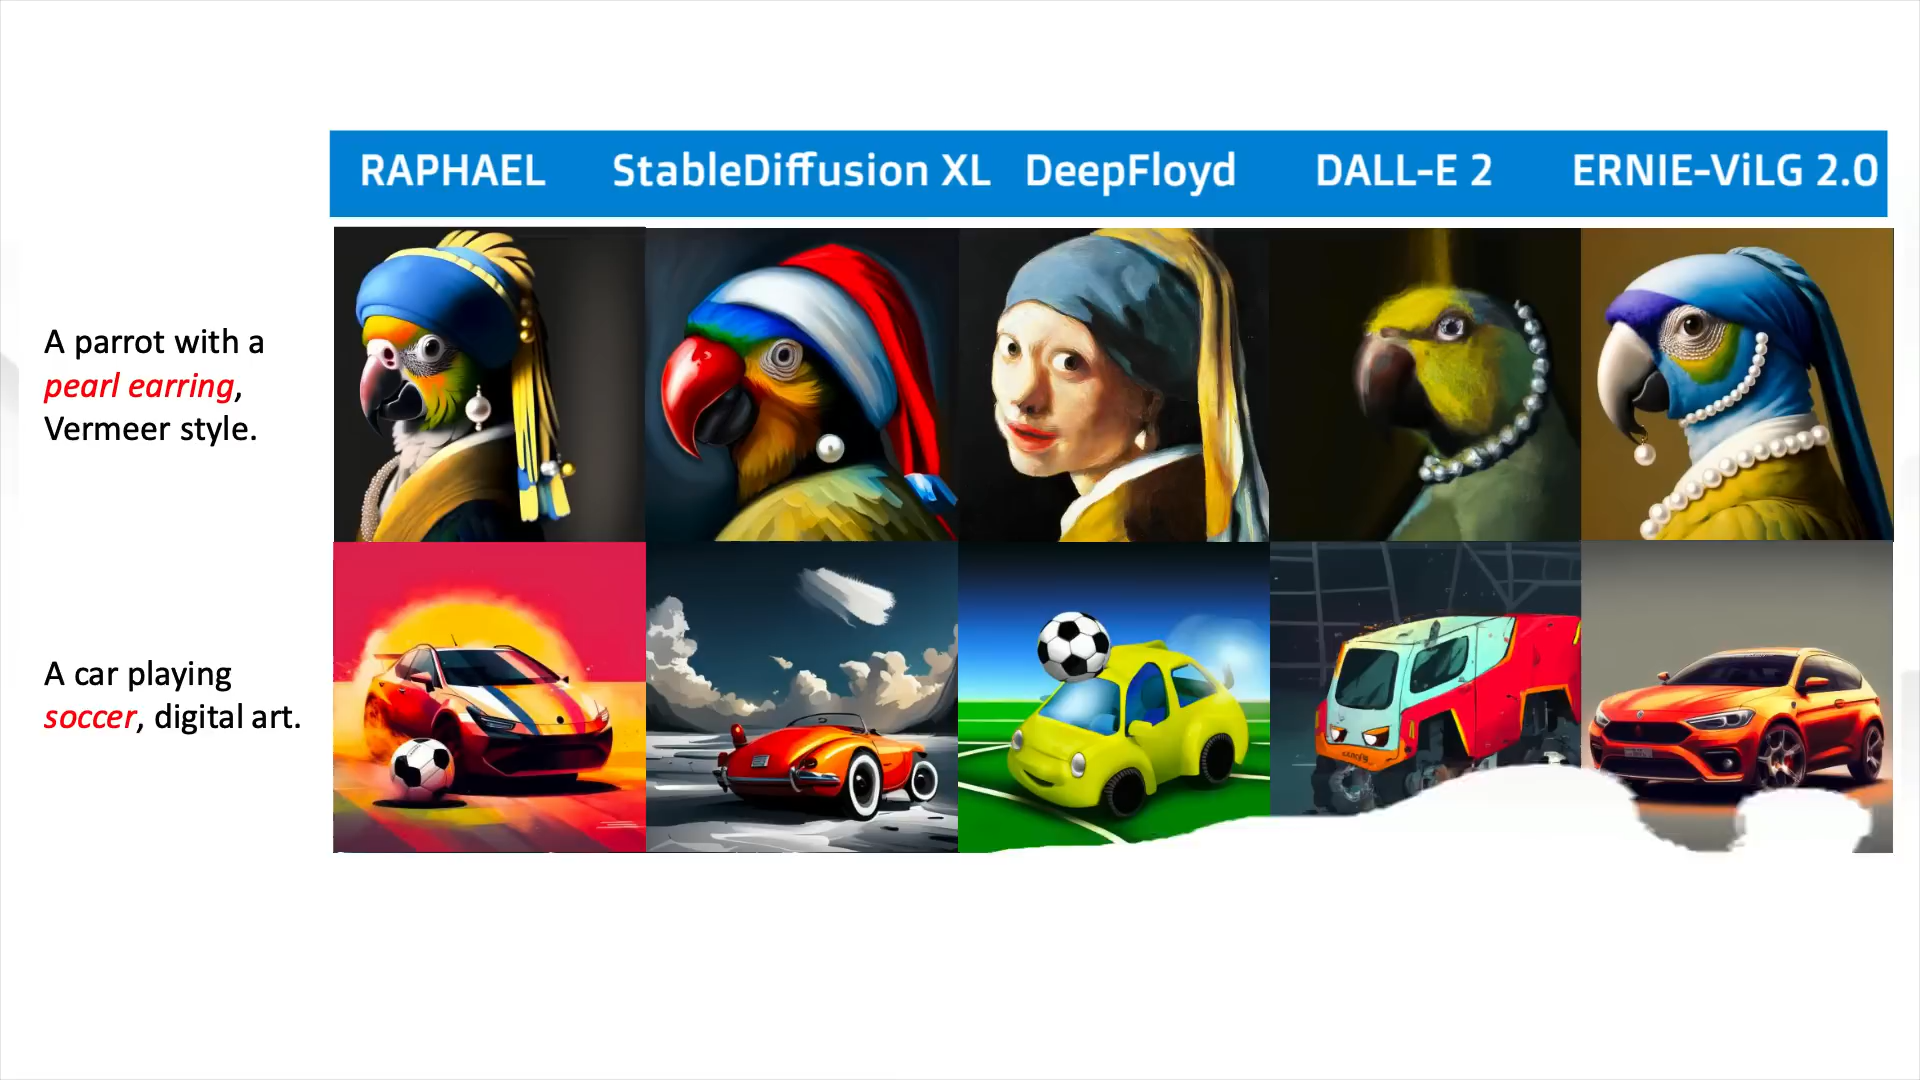 RAPHAEL StableDiffusion XL DeepFloyd DALL-E 2 ERNIE-ViLG 2.0
A parrot with a
pearl earring,
Vermeer style.
A car playing
soccer, digital art.